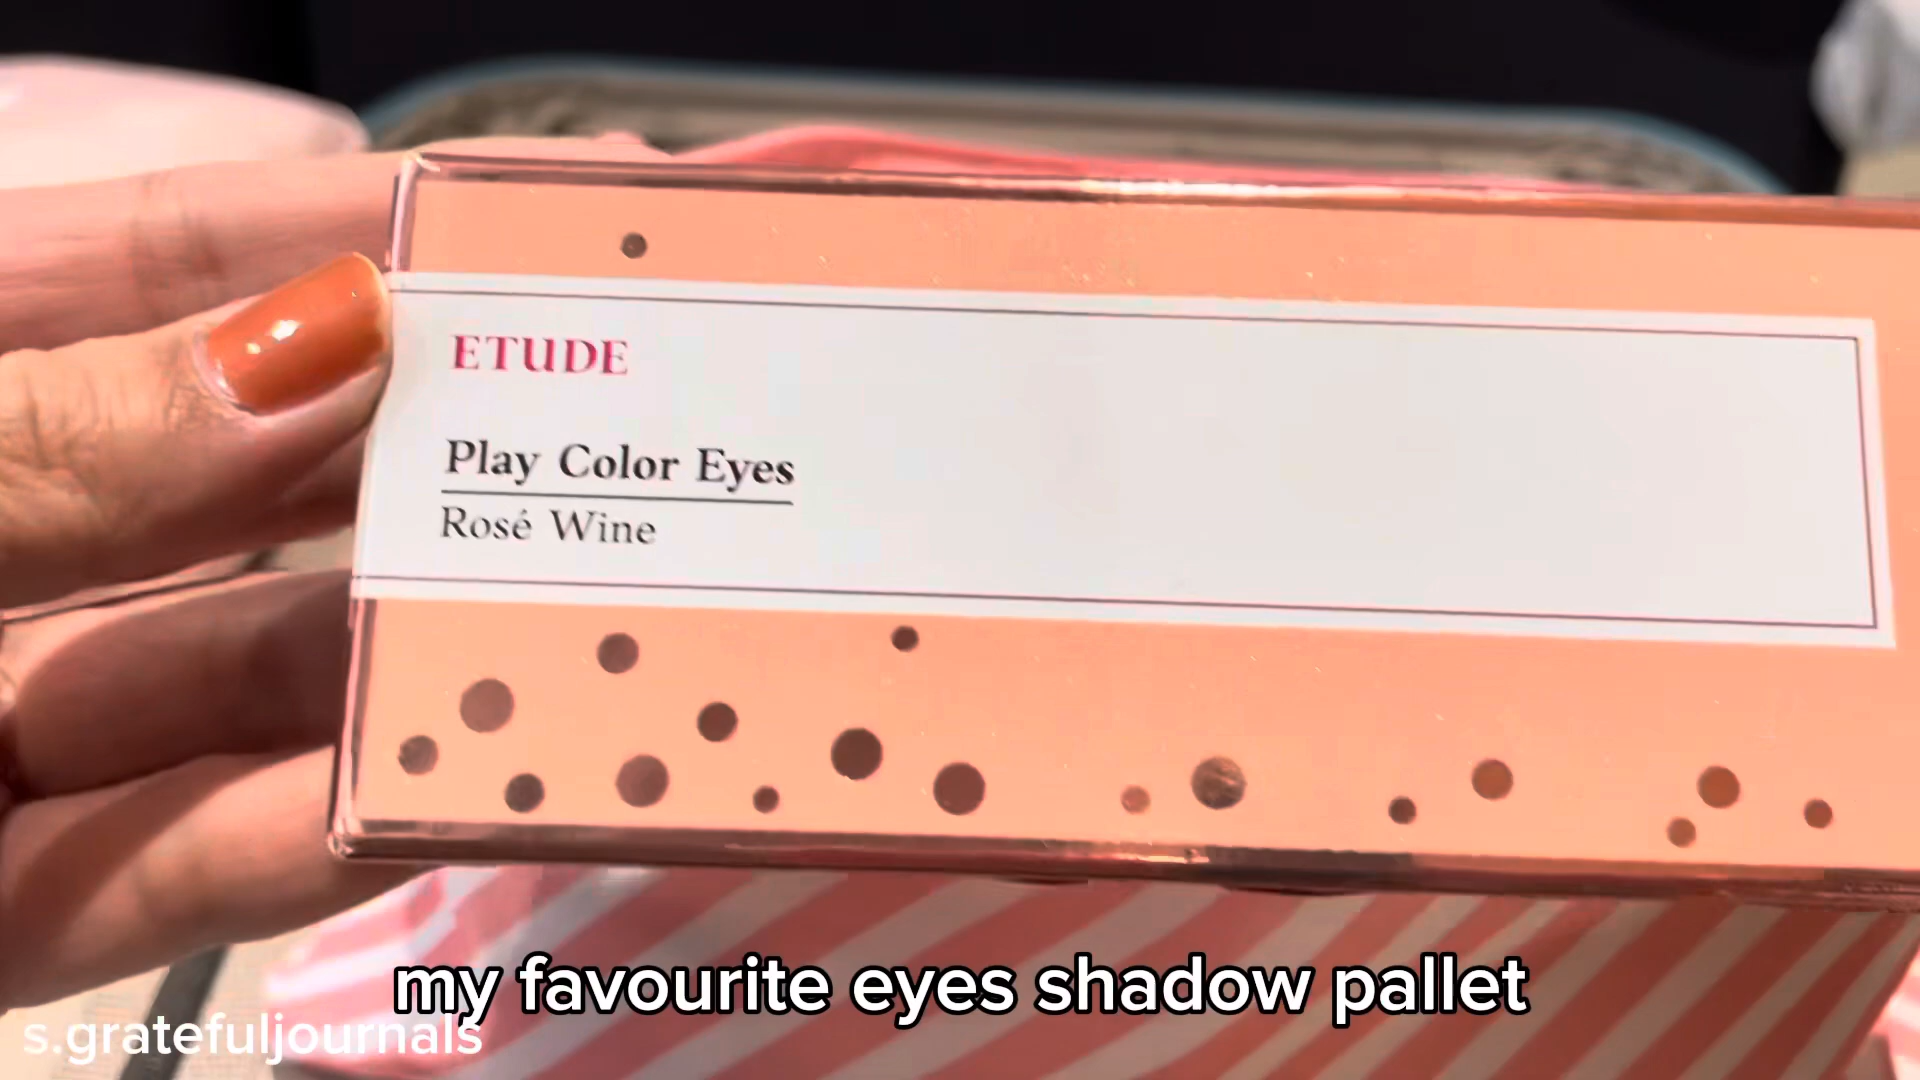 ETUDE
Play Color Eyes
Rosé Wine
my favourite eyes shadow pallet
s.gratefuljournals